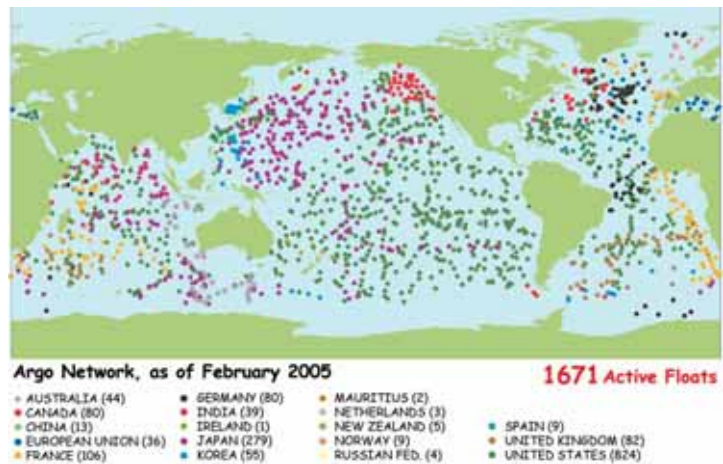 Argo Network, as of February 2005
1671 Active Floats
AUSTRALIA (44)
CANADA (80)
CHINA (13)
EUROPEAN UNION (36)
FRANCE (106)
GERMANY (80)
INDIA (39)
IRELAND (1)
JAPAN (279)
KOREA (55)
MAURITIUS (2)
NETHERLANDS (3)
NEW ZEALAND (5)
NORWAY (9)
RUSSIAN FED. (4)
SPAIN (9)
UNITED KINGDOM (82)
UNITED STATES (824)